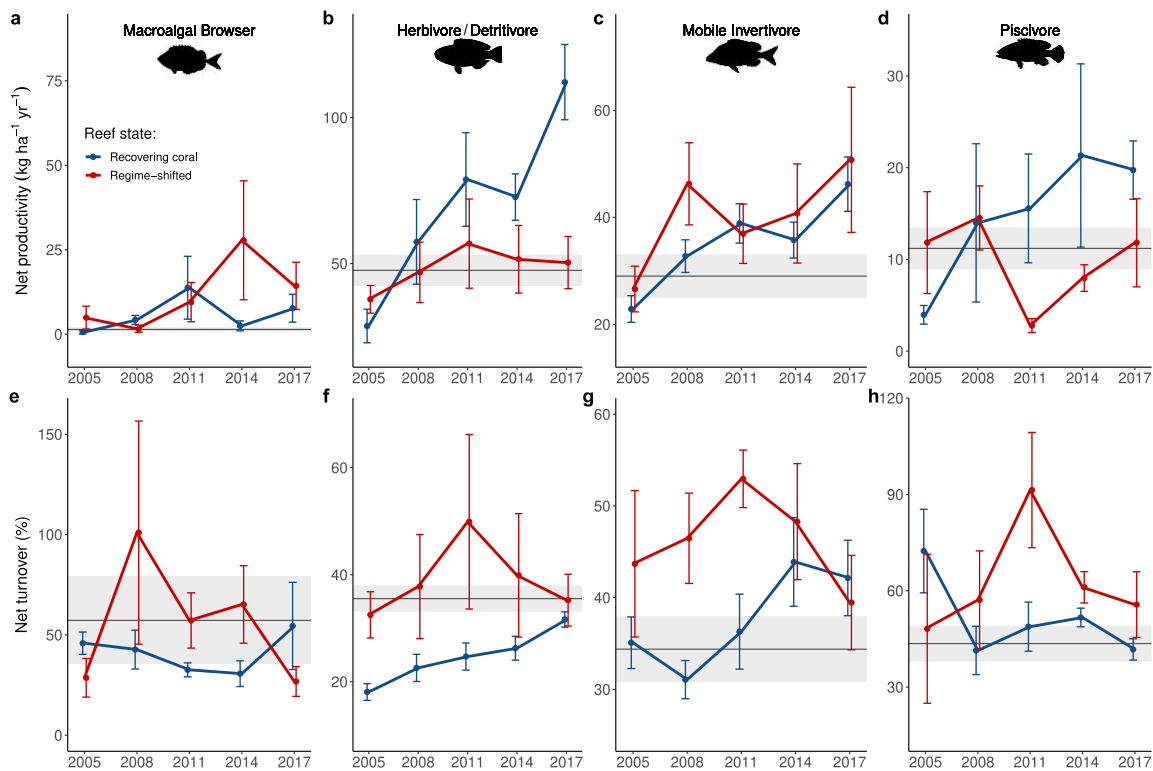 a
Macroalgal Browser
b
Herbivore / Detritivore
c
Mobile Invertivore
d
Piscivore
Net productivity (kg ha−1 yr−1)
75
50
25
0
Reef state:
Recovering coral
Regime−shifted
100
50
60
40
20
30
20
10
0
2005 2008 2011 2014 2017
2005 2008 2011 2014 2017
2005 2008 2011 2014 2017
2005 2008 2011 2014 2017
e
f
g
h
Net turnover (%)
150
100
50
0
60
40
20
60
50
40
30
120
90
60
30
2005 2008 2011 2014 2017
2005 2008 2011 2014 2017
2005 2008 2011 2014 2017
2005 2008 2011 2014 2017